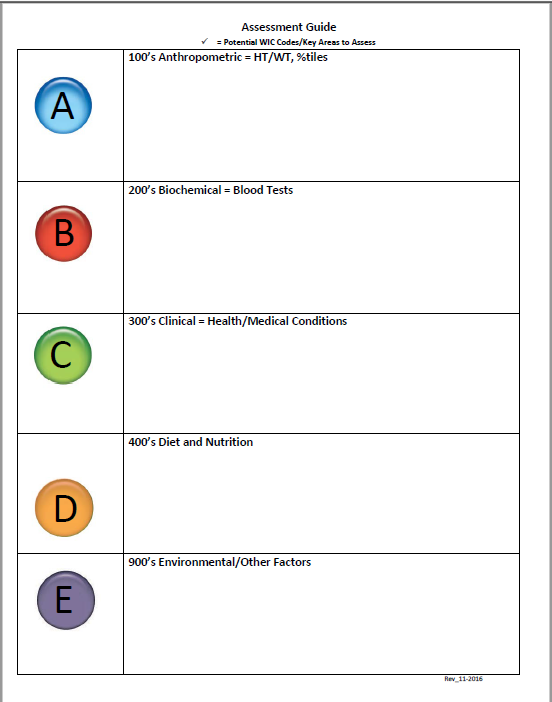 Assessment Guide
✓ = Potential WIC Codes/Key Areas to Assess
A
100's Anthropometric = HT/WT, %tiles
B
200's Biochemical = Blood Tests
C
300's Clinical = Health/Medical Conditions
D
400's Diet and Nutrition
E
900's Environmental/Other Factors
Rev_11-2016